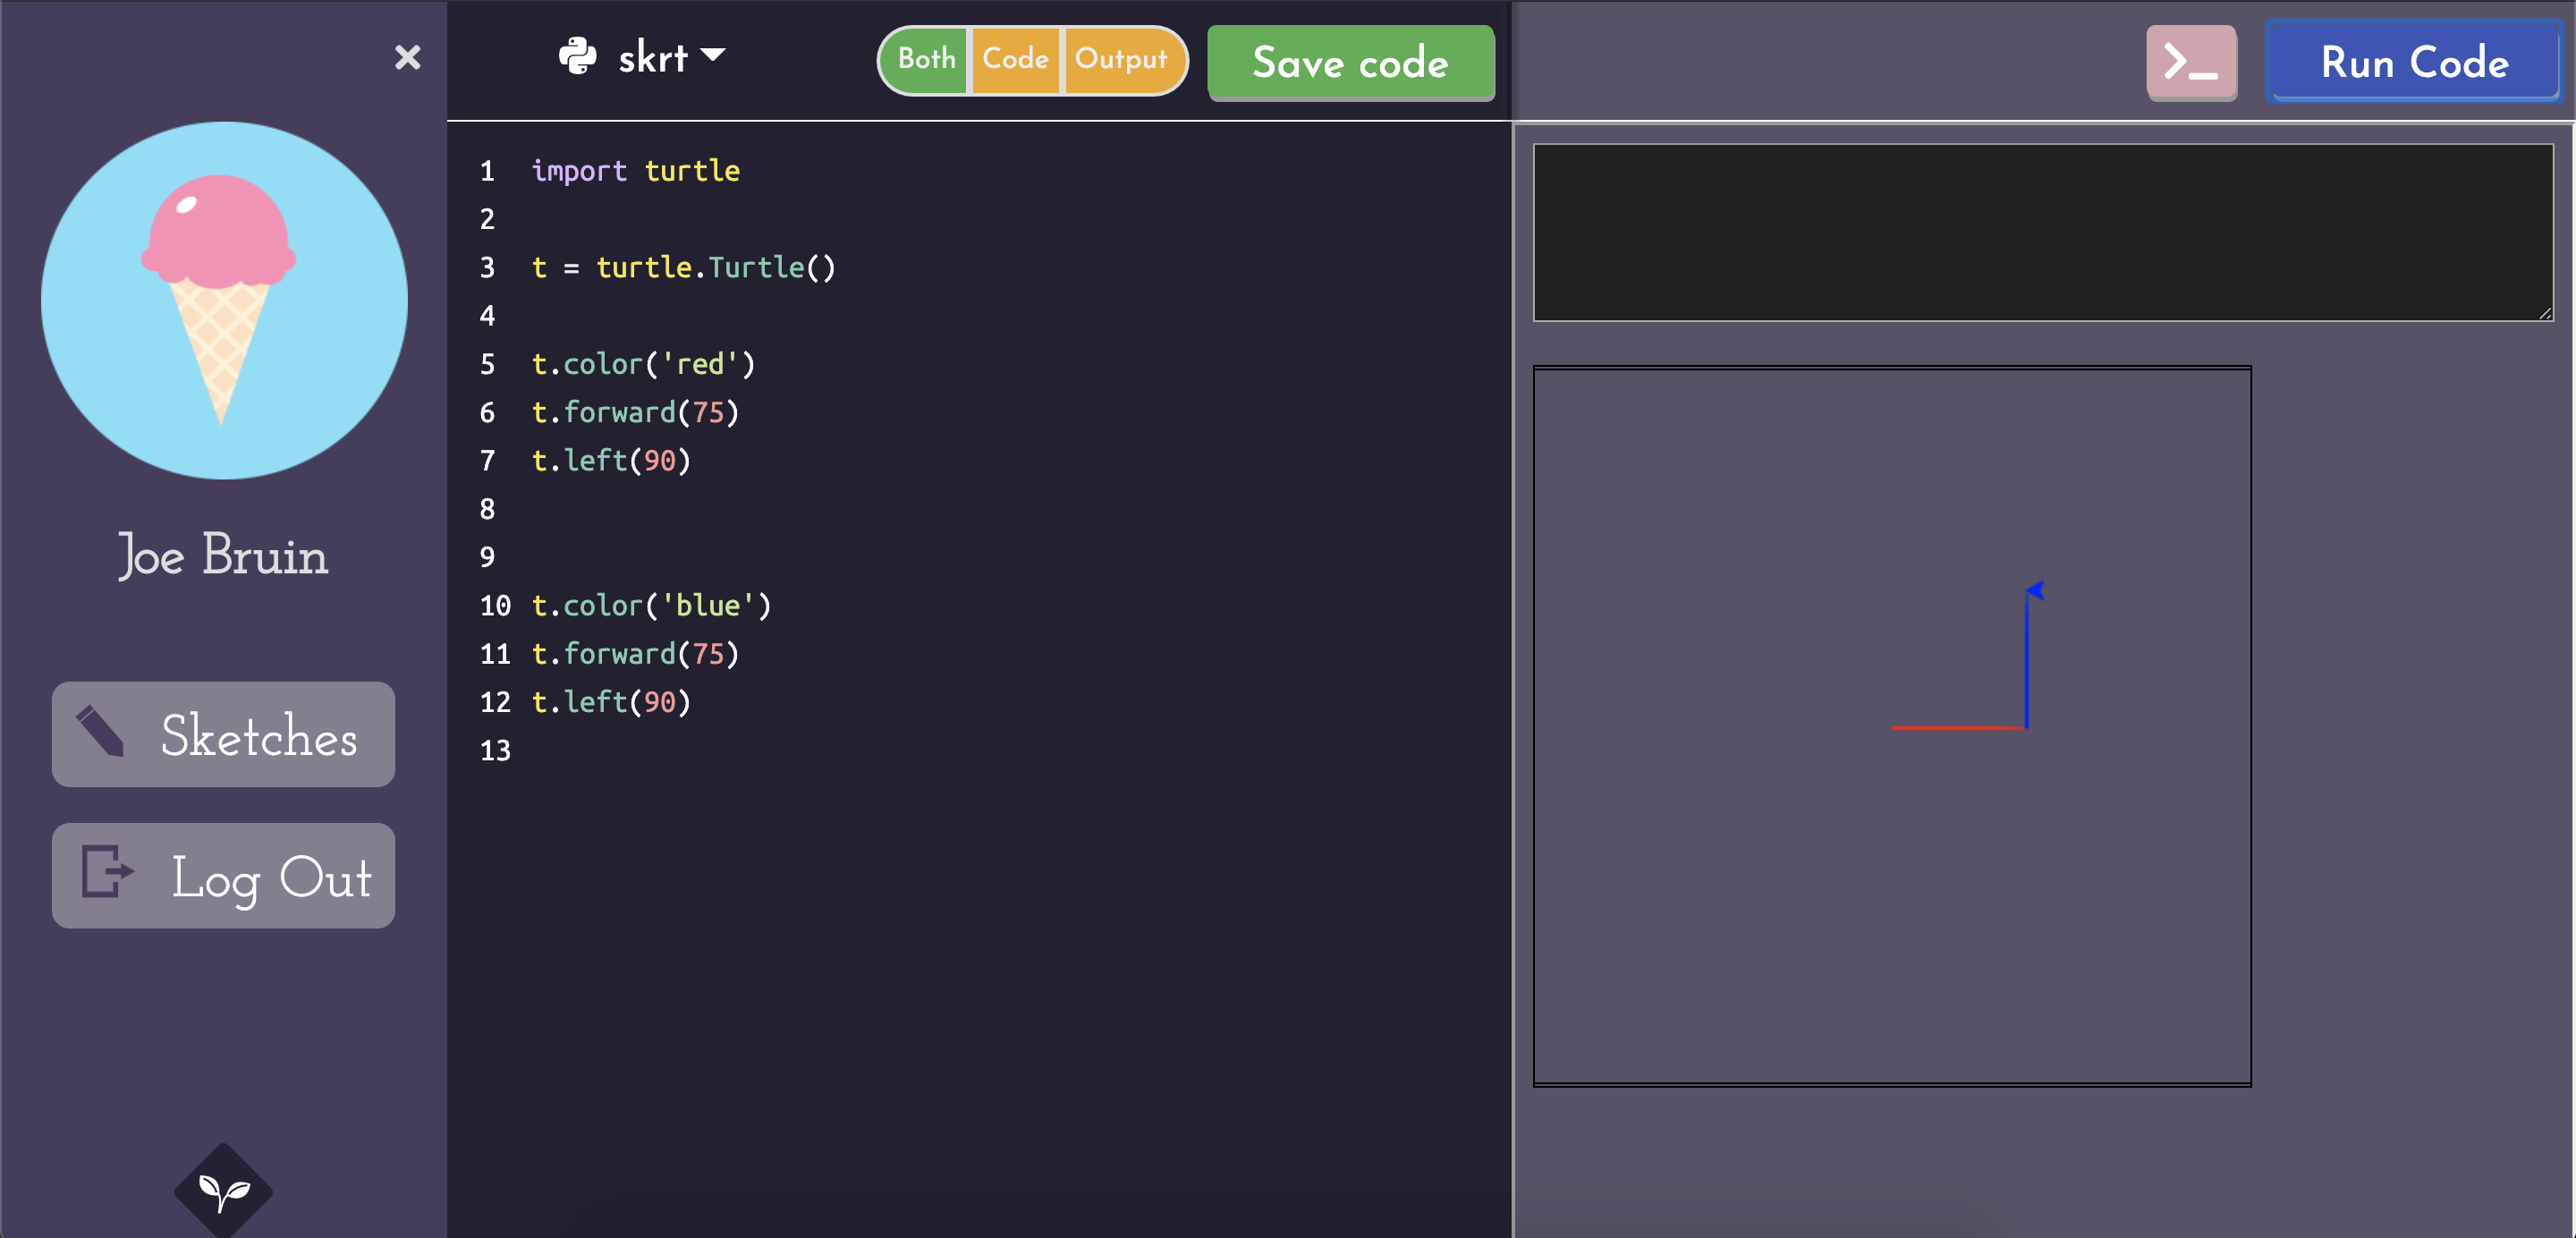 ×
Joe Bruin
Sketches
Log Out
skrt
Both Code Output
Save code
>_
Run Code
1 import turtle
2
3 t = turtle.Turtle()
4
5 t.color('red')
6 t.forward(75)
7 t.left(90)
8
9
10 t.color('blue')
11 t.forward(75)
12 t.left(90)
13